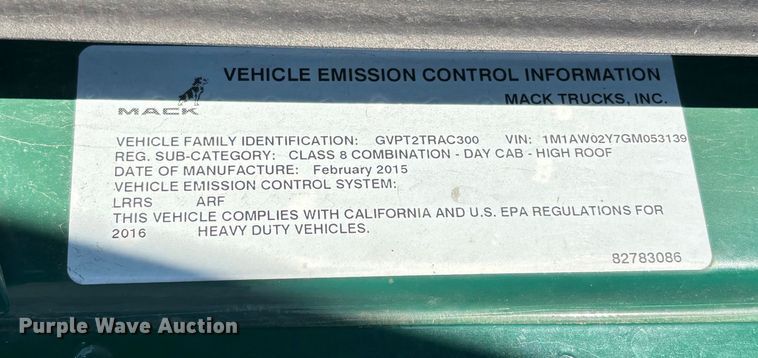 VEHICLE EMISSION CONTROL INFORMATION
MACK
MACK TRUCKS, INC.
VEHICLE FAMILY IDENTIFICATION: GVPT2TRAC300 VIN: 1M1AW02Y7GM053139
REG. SUB-CATEGORY: CLASS 8 COMBINATION - DAY CAB - HIGH ROOF
DATE OF MANUFACTURE: February 2015
VEHICLE EMISSION CONTROL SYSTEM:
LRRS ARF
THIS VEHICLE COMPLIES WITH CALIFORNIA AND U.S. EPA REGULATIONS FOR
2016 HEAVY DUTY VEHICLES.
82783086
Purple Wave Auction